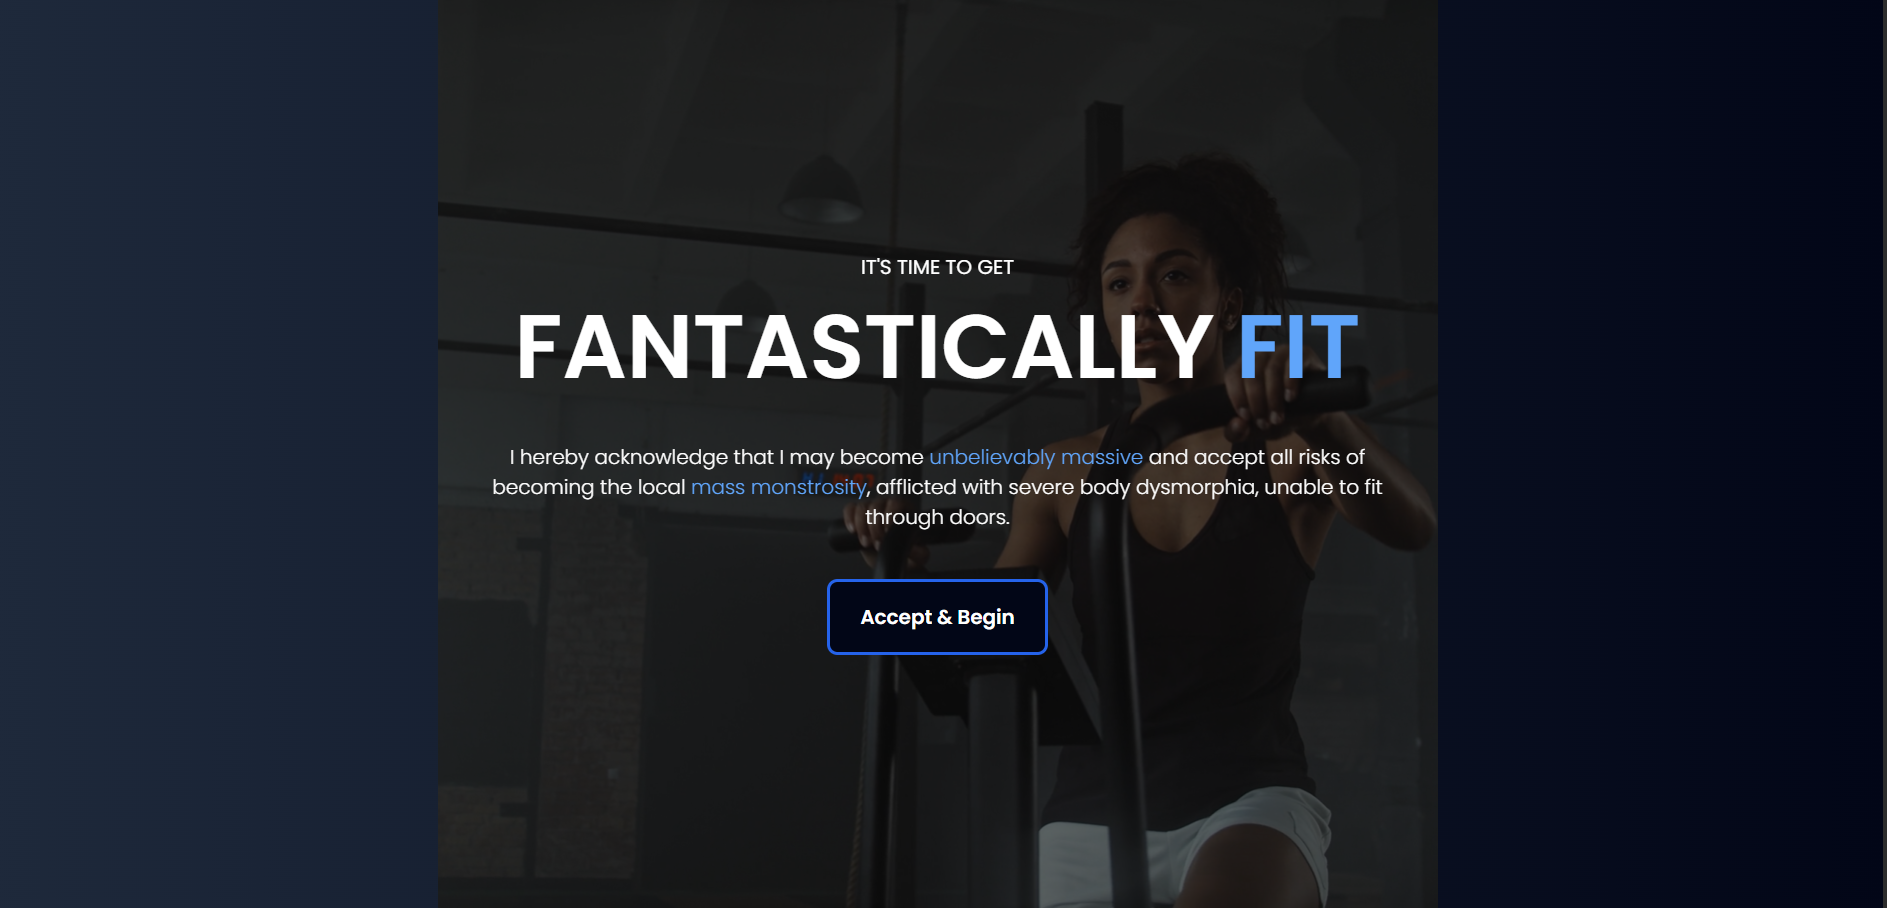 IT'S TIME TO GET
FANTASTICALLY FIT
I hereby acknowledge that I may become unbelievably massive and accept all risks of
becoming the local mass monstrosity, afflicted with severe body dysmorphia, unable to fit
through doors.
Accept & Begin